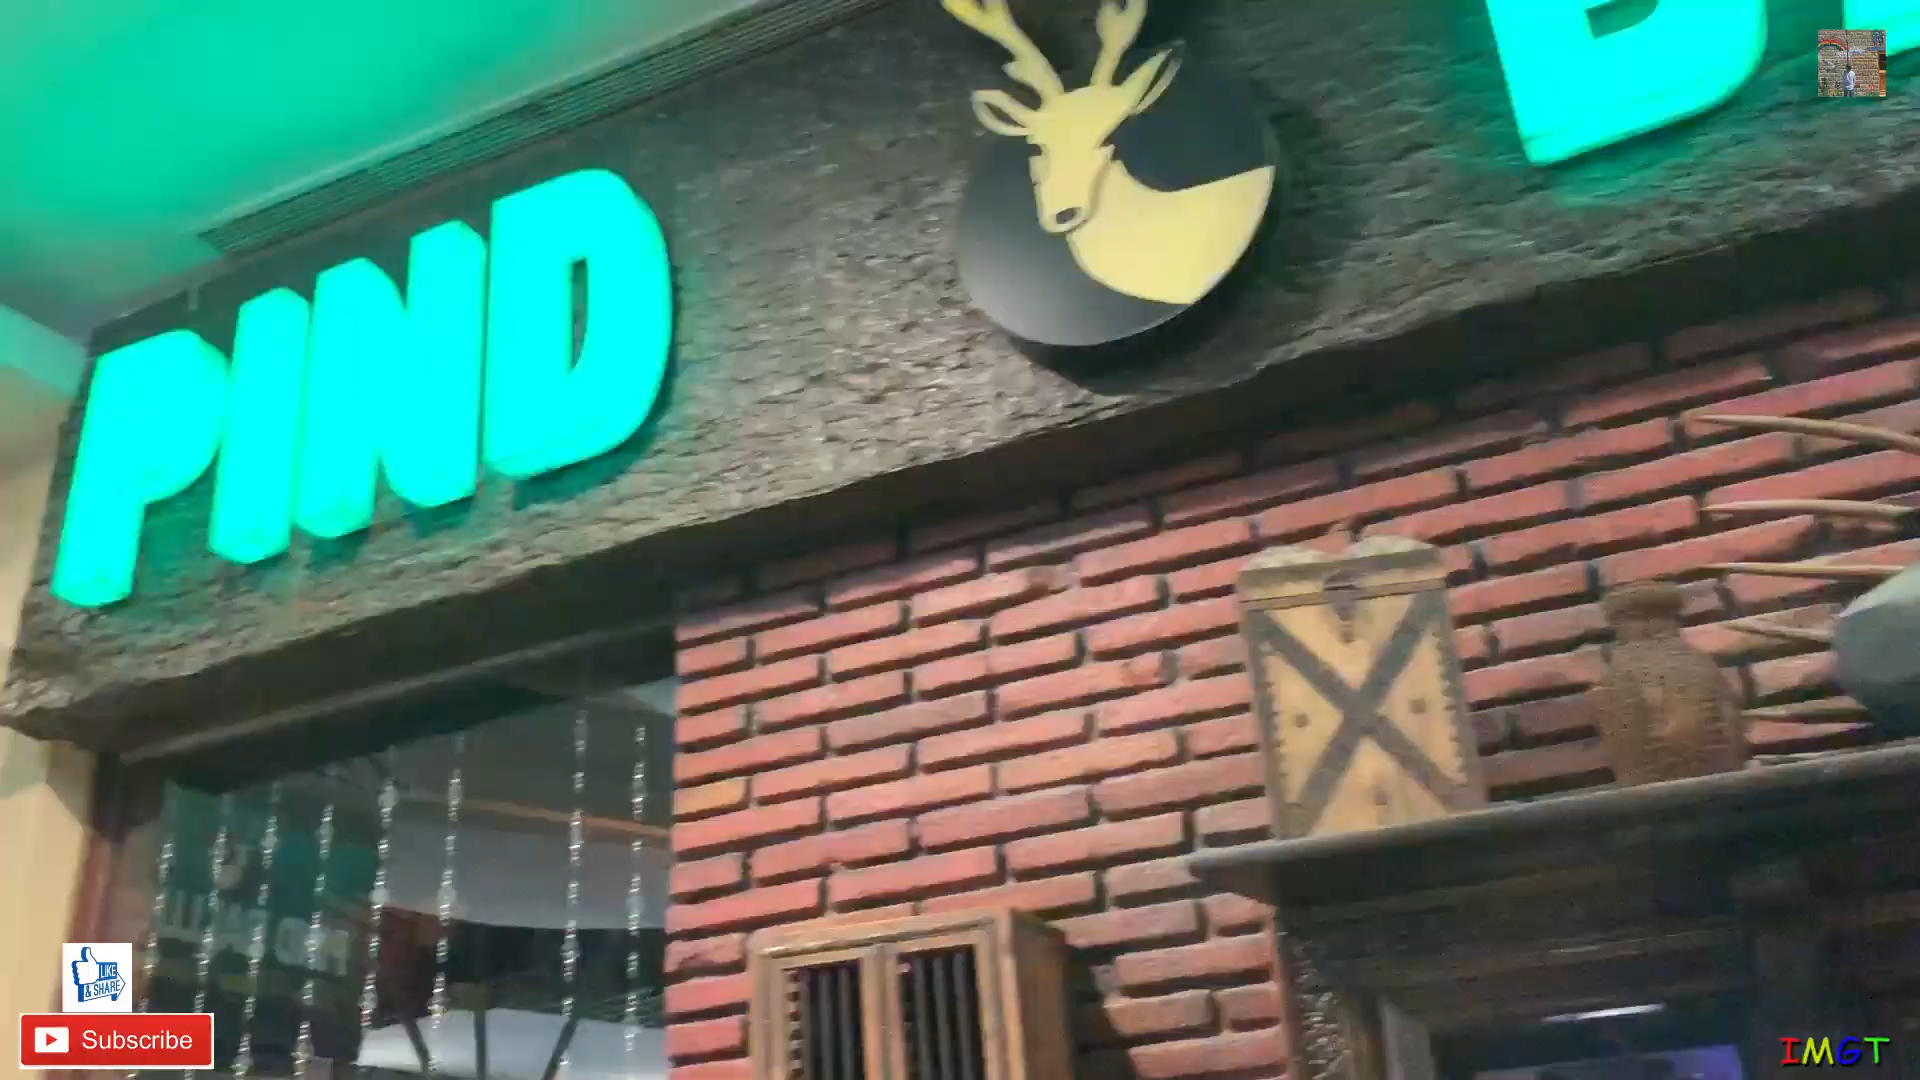 PIND B
LIKE
& SHARE
Subscribe
IMGT